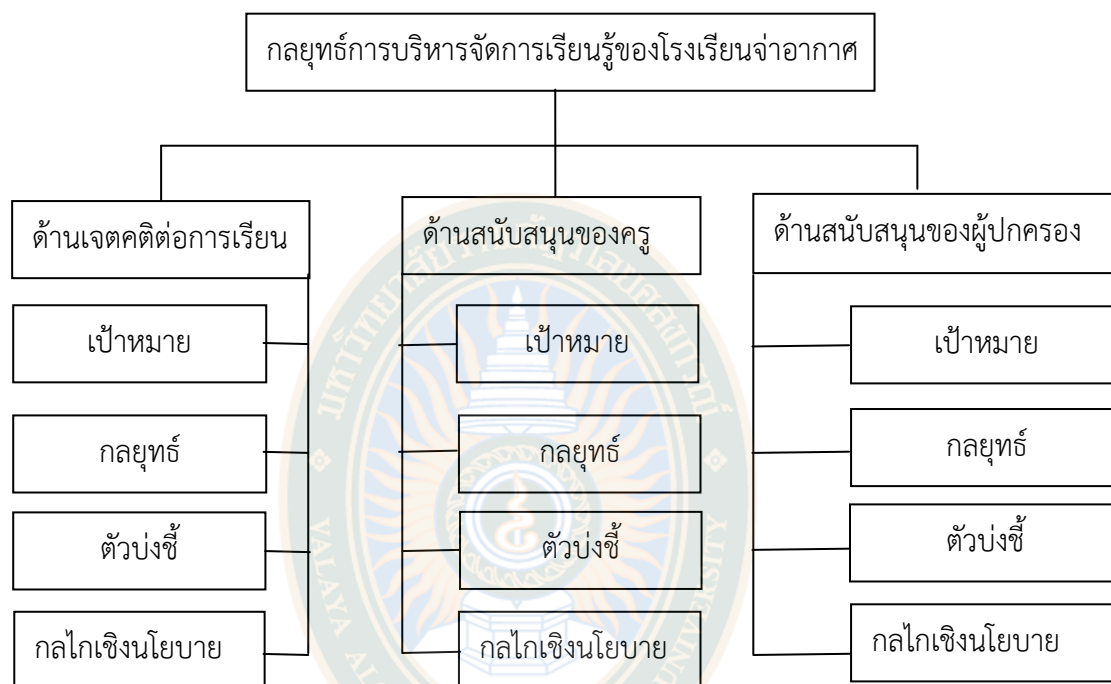 กลยุทธ์การบริหารจัดการเรียนรู้ของโรงเรียนจ่าอากาศ
ด้านเจตคติต่อการเรียน
ด้านสนับสนุนของครู
ด้านสนับสนุนของผู้ปกครอง
เป้าหมาย
เป้าหมาย
เป้าหมาย
กลยุทธ์
กลยุทธ์
กลยุทธ์
ตัวบ่งชี้
ตัวบ่งชี้
ตัวบ่งชี้
กลไกเชิงนโยบาย
กลไกเชิงนโยบาย
กลไกเชิงนโยบาย
VALAYA
UNIVERSITY